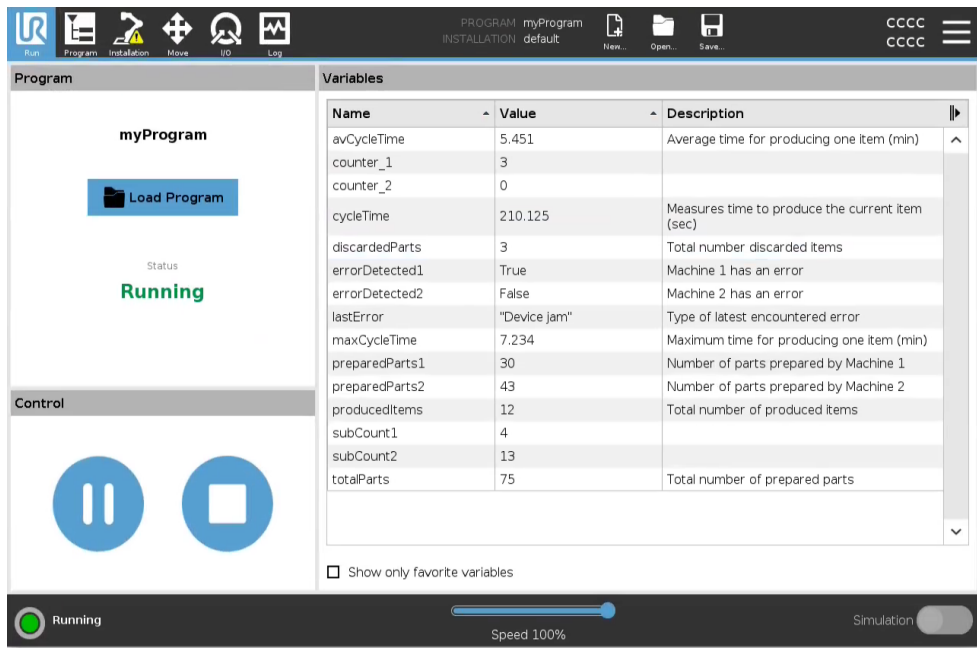 UR
Run
Program
Installation
Move
I/O
Log
PROGRAM myProgram
INSTALLATION default
New...
Open...
Save...
CCCC
CCCC
Program
myProgram
Load Program
Status
Running
Control
Variables
Name Value Description
avCycleTime 5.451 Average time for producing one item (min)
counter_1 3
counter_2 0
cycleTime 210.125 Measures time to produce the current item
(sec)
discardedParts 3 Total number discarded items
errorDetected1 True Machine 1 has an error
errorDetected2 False Machine 2 has an error
lastError "Device jam" Type of latest encountered error
maxCycleTime 7.234 Maximum time for producing one item (min)
preparedParts1 30 Number of parts prepared by Machine 1
preparedParts2 43 Number of parts prepared by Machine 2
producedItems 12 Total number of produced items
subCount1 4
subCount2 13
totalParts 75 Total number of prepared parts
Show only favorite variables
Running
Speed 100%
Simulation